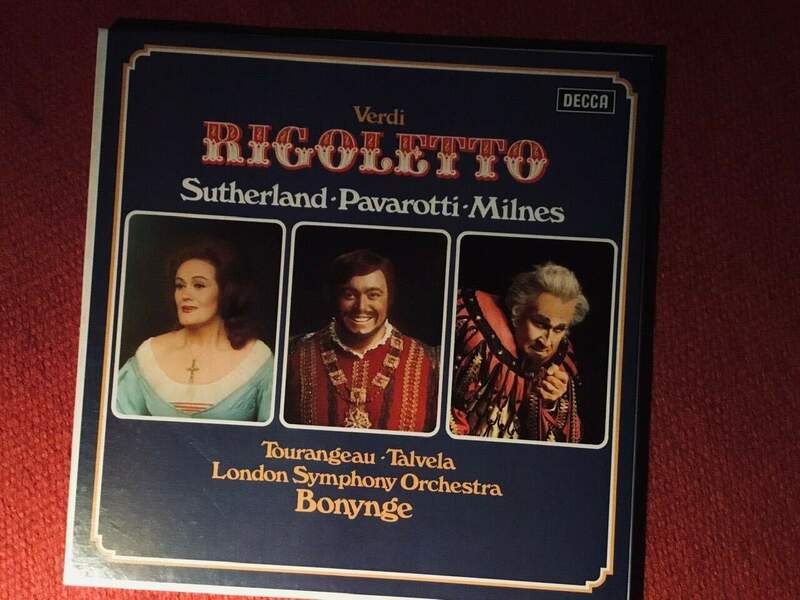 DECCA
Verdi
RIGOLETTO
Sutherland · Pavarotti · Milnes
Tourangeau · Talvela
London Symphony Orchestra
Bonynge